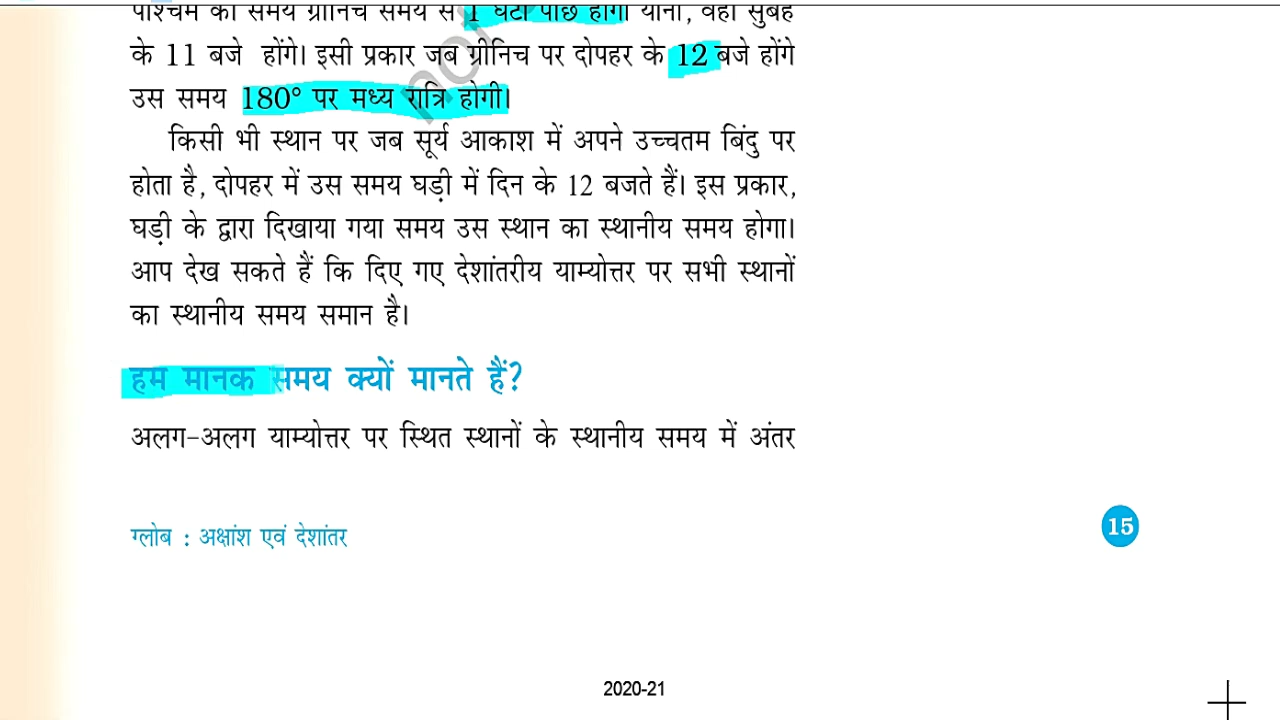 पश्चिम का समय ग्रीनिच समय से 1 घंटा पीछे होगा यानी, वहाँ सुबह
के 11 बजे होंगे। इसी प्रकार जब ग्रीनिच पर दोपहर के 12 बजे होंगे
उस समय 180° पर मध्य रात्रि होगी।
किसी भी स्थान पर जब सूर्य आकाश में अपने उच्चतम बिंदु पर
होता है, दोपहर में उस समय घड़ी में दिन के 12 बजते हैं। इस प्रकार,
घड़ी के द्वारा दिखाया गया समय उस स्थान का स्थानीय समय होगा।
आप देख सकते हैं कि दिए गए देशांतरीय याम्योत्तर पर सभी स्थानों
का स्थानीय समय समान है।
हम मानक समय क्यों मानते हैं?
अलग-अलग याम्योत्तर पर स्थित स्थानों के स्थानीय समय में अंतर
ग्लोब : अक्षांश एवं देशांतर
15
2020-21